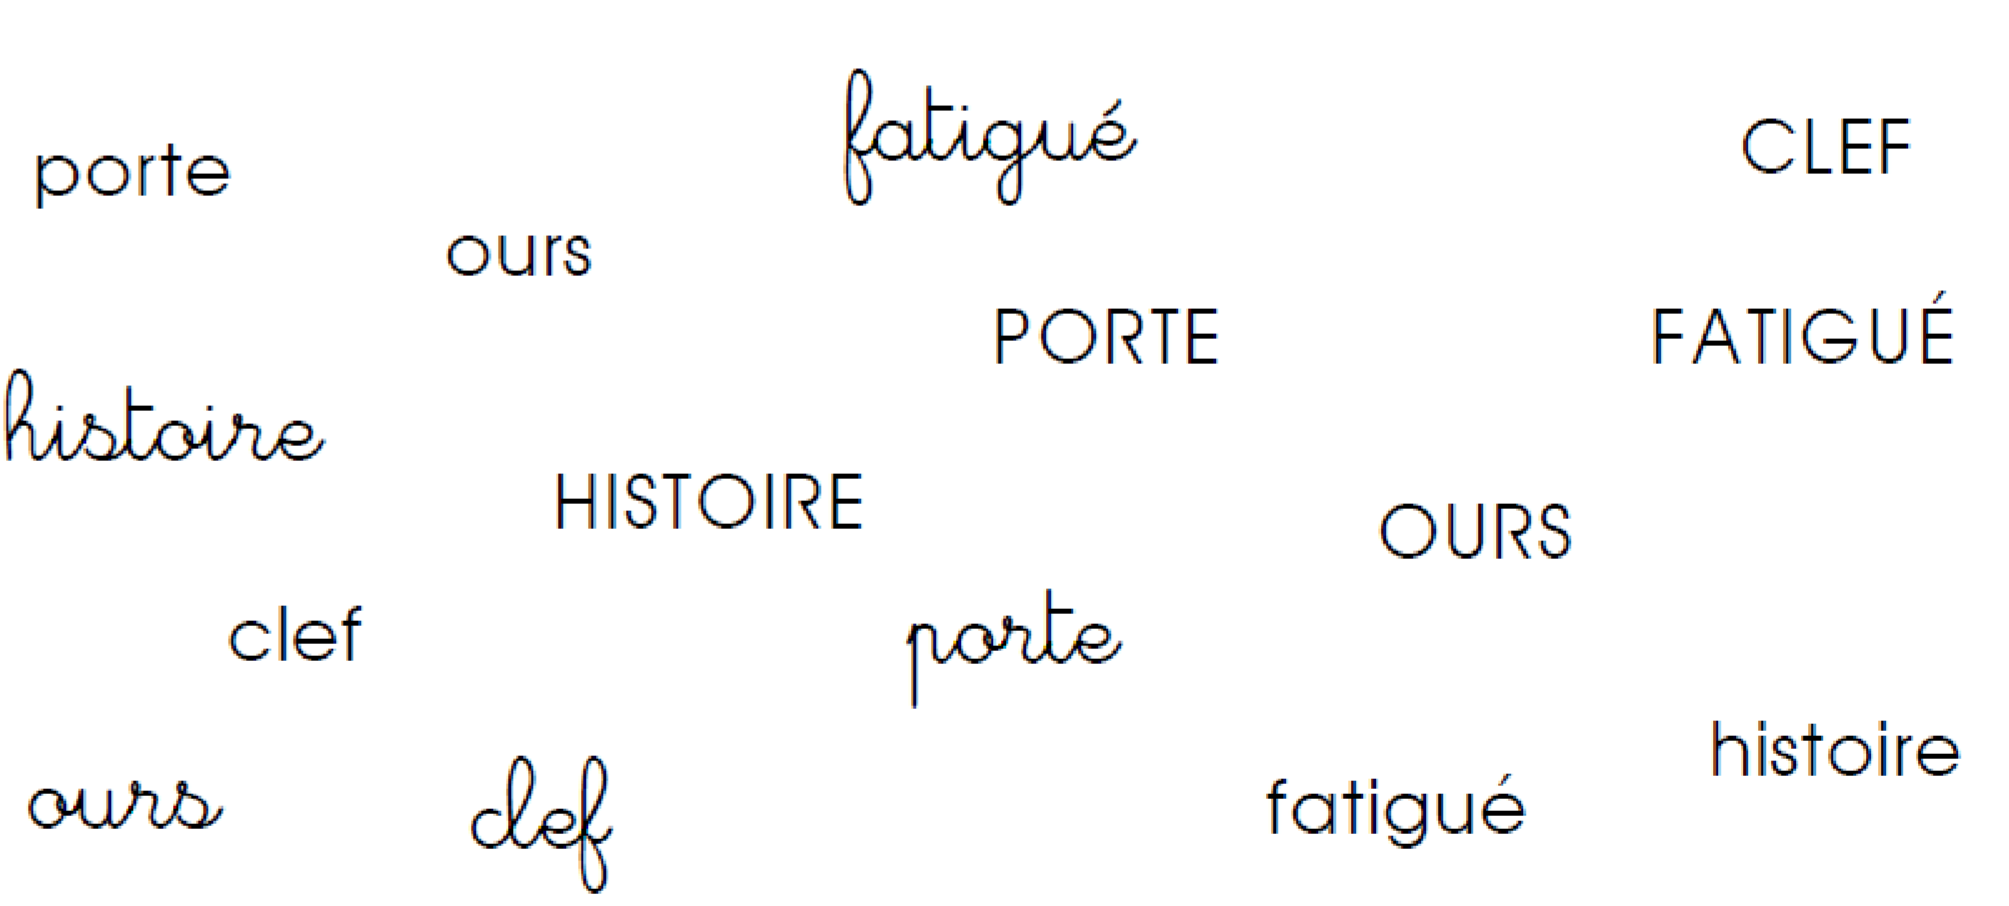 fatigué
CLEF
porte
ours
PORTE
FATIGUÉ
histoire
HISTOIRE
OURS
clef
porte
histoire
ours
clef
fatigué